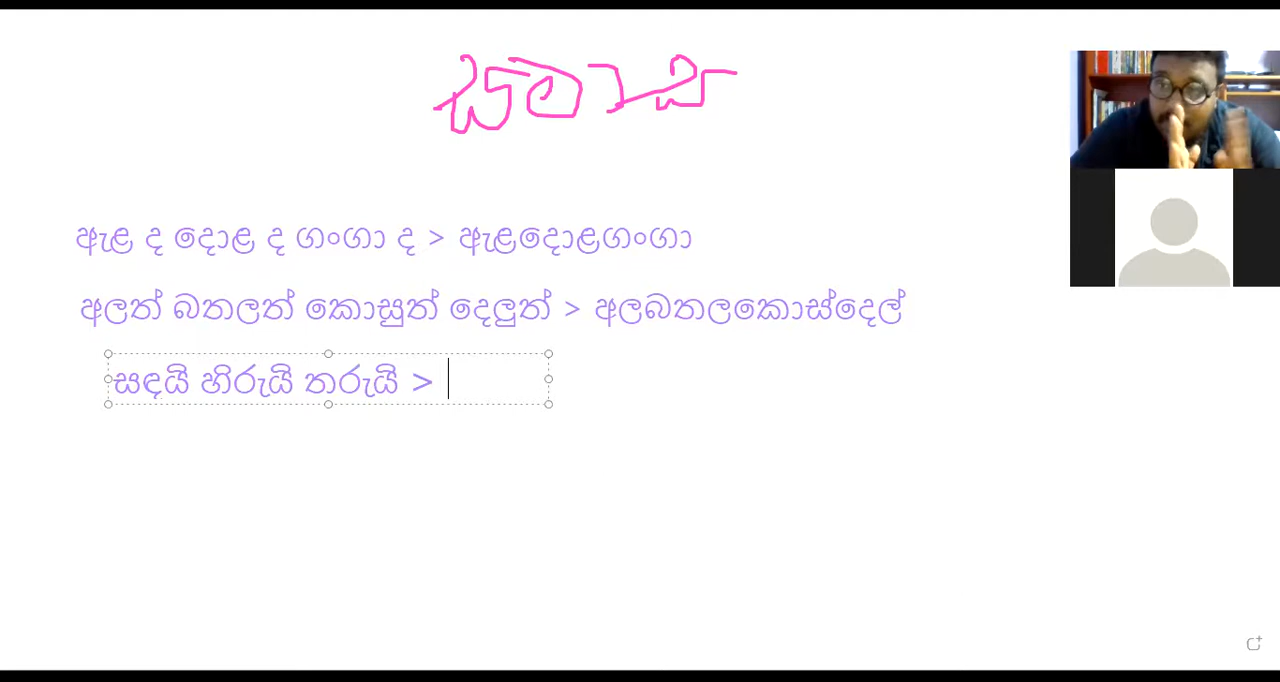 සමාස
ඇළ ද දොළ ද ගංගා ද > ඇළදොළගංගා
අලත් බතලත් කොසුත් දෙලුත් > අලබතලකොස්දෙල්
සඳයි හිරුයි තරුයි >